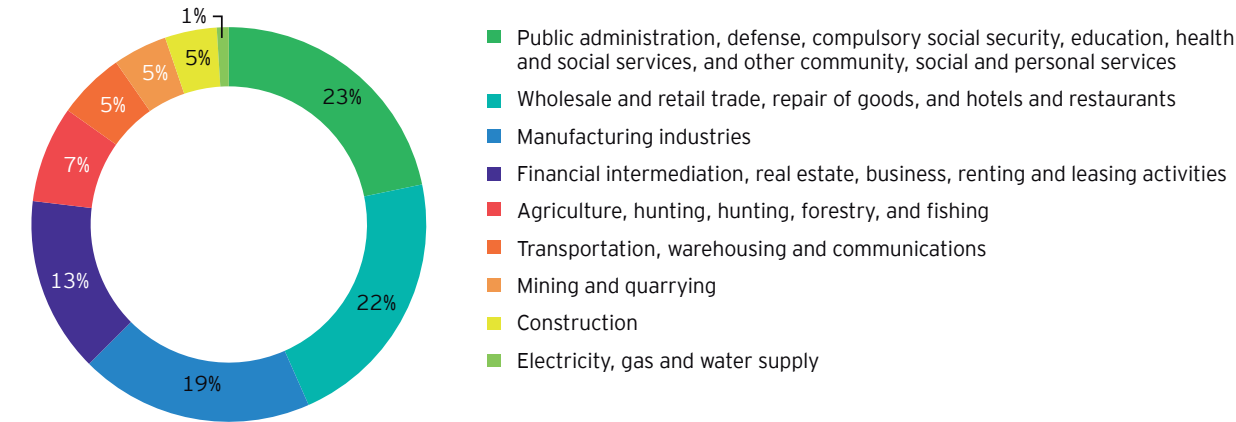 1%
23%
22%
19%
13%
7%
5%
5%
5%
Public administration, defense, compulsory social security, education, health
and social services, and other community, social and personal services
Wholesale and retail trade, repair of goods, and hotels and restaurants
Manufacturing industries
Financial intermediation, real estate, business, renting and leasing activities
Agriculture, hunting, hunting, forestry, and fishing
Transportation, warehousing and communications
Mining and quarrying
Construction
Electricity, gas and water supply